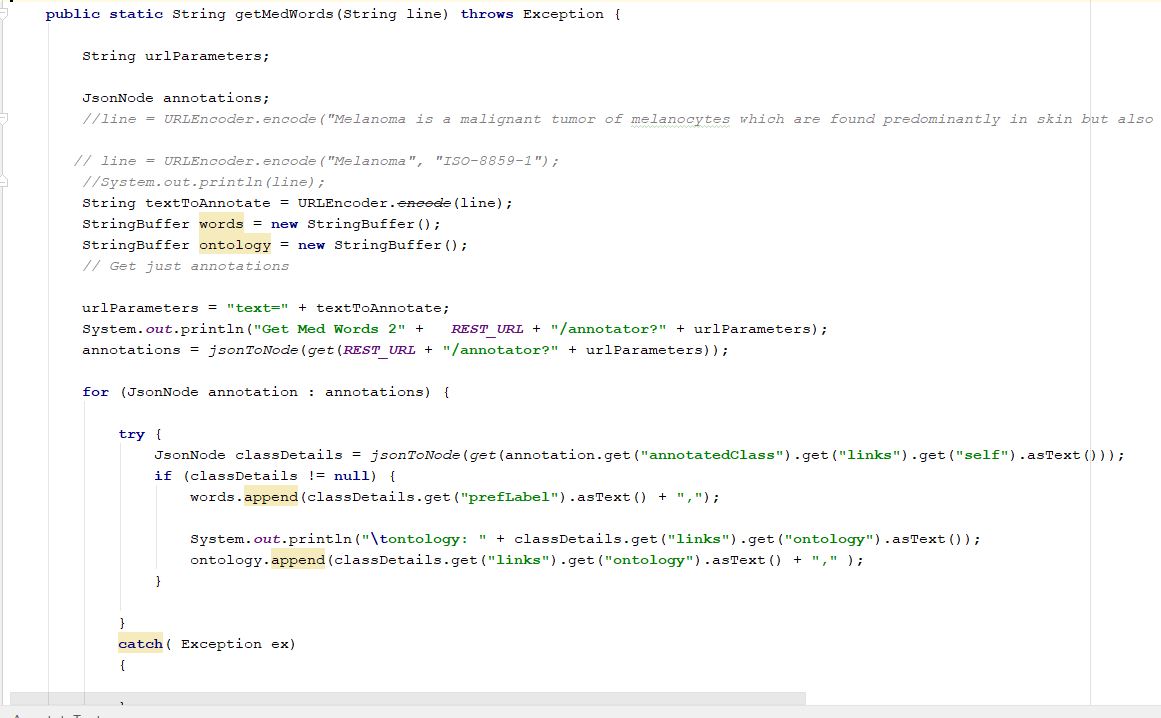 public static String getMedWords(String line) throws Exception {
String urlParameters;
JsonNode annotations;
//line = URLEncoder.encode("Melanoma is a malignant tumor of melanocytes which are found predominantly in skin but also
// line = URLEncoder.encode("Melanoma", "ISO-8859-1");
//System.out.println(line);
String textToAnnotate = URLEncoder.encode(line);
StringBuffer words = new StringBuffer();
StringBuffer ontology = new StringBuffer();
// Get just annotations
urlParameters = "text=" + textToAnnotate;
System.out.println("Get Med Words 2" +   REST_URL + "/annotator?" + urlParameters);
annotations = jsonToNode(get(REST_URL + "/annotator?" + urlParameters));
for (JsonNode annotation : annotations) {
try {
JsonNode classDetails = jsonToNode(get(annotation.get("annotatedClass").get("links").get("self").asText()));
if (classDetails != null) {
words.append(classDetails.get("prefLabel").asText() + ",");
System.out.println("\tontology: " + classDetails.get("links").get("ontology").asText());
ontology.append(classDetails.get("links").get("ontology").asText() + "," );
}
}
catch( Exception ex)
{